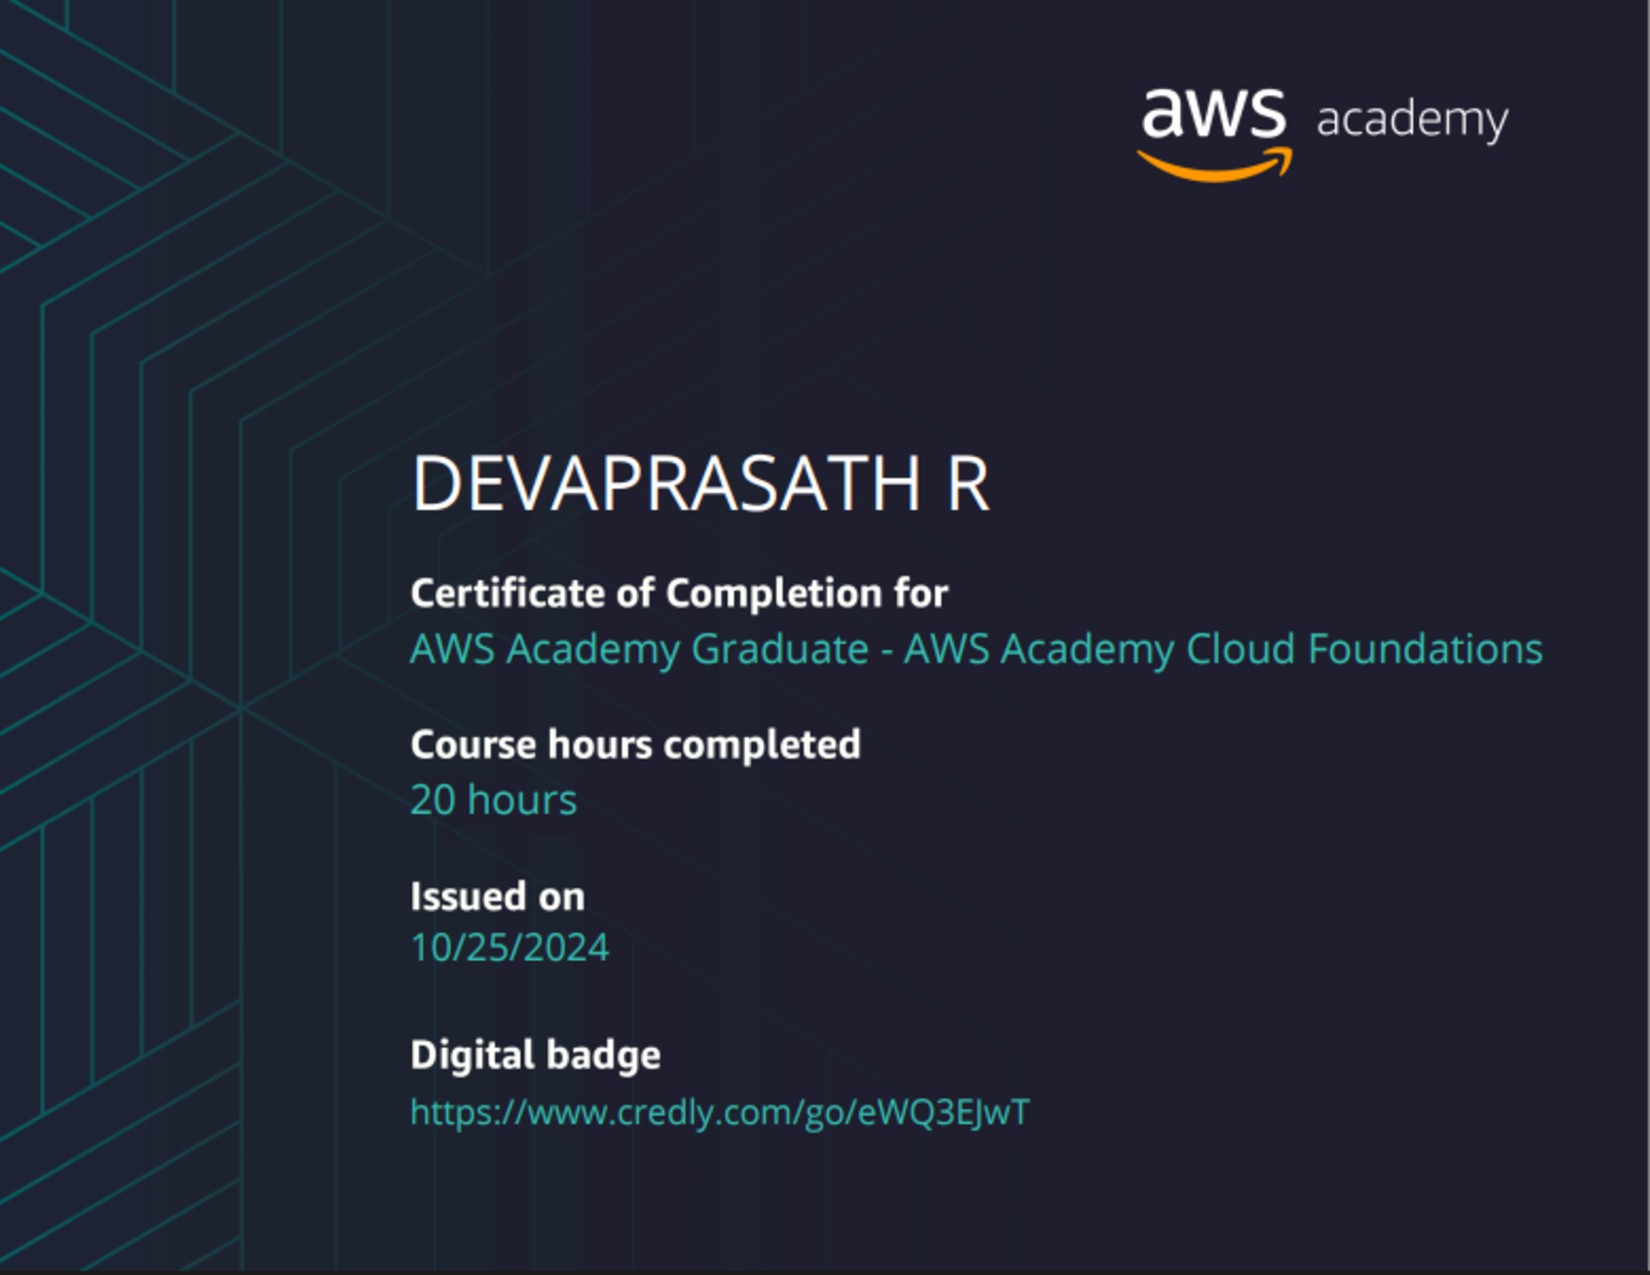 aws academy
DEVAPRASATH R
Certificate of Completion for
AWS Academy Graduate - AWS Academy Cloud Foundations
Course hours completed
20 hours
Issued on
10/25/2024
Digital badge
https://www.credly.com/go/eWQ3EJwT